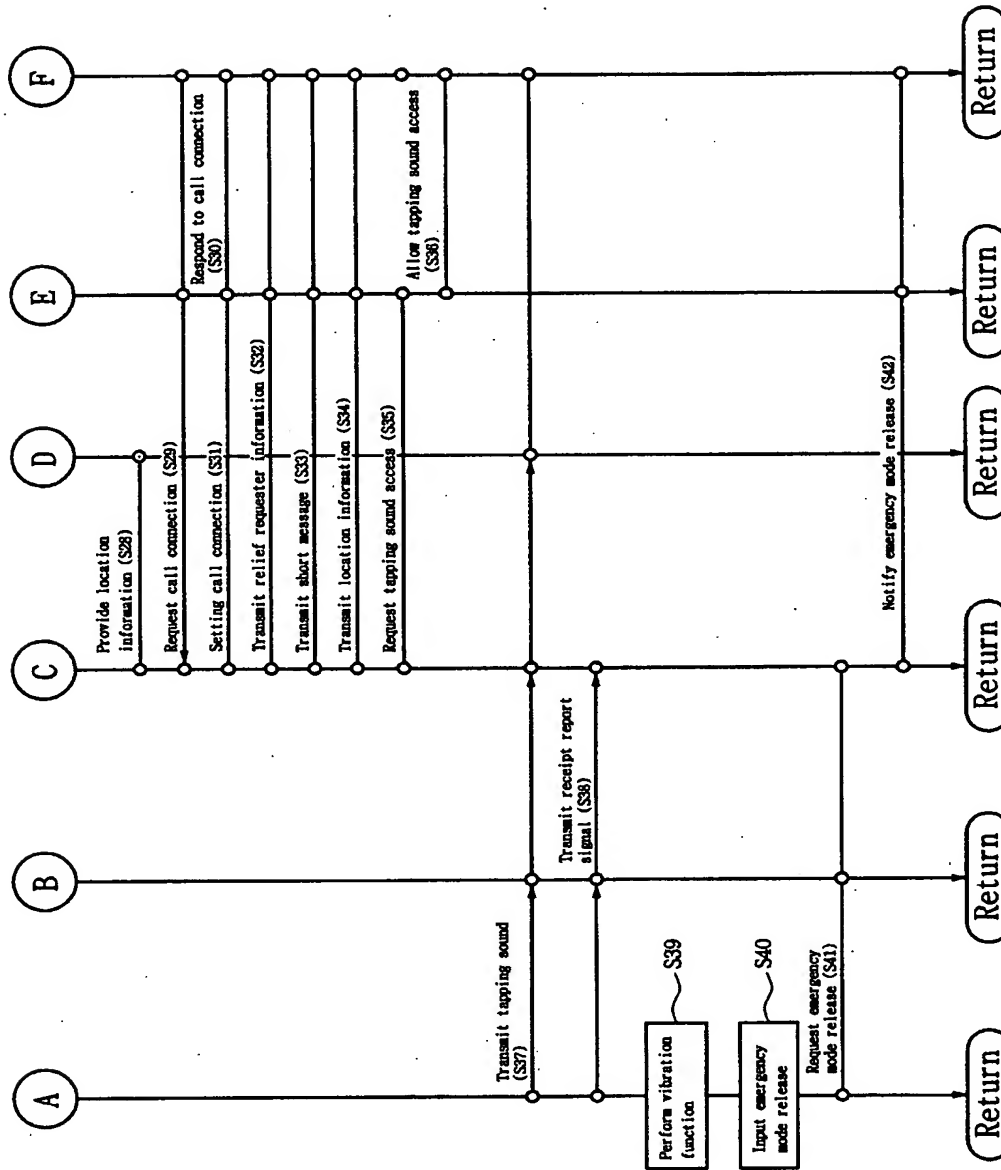 A
B
C
D
E
F
Provide location
information (S28)
Request call connection (S29)
Respond to call connection
(S30)
Setting call connection (S31)
Transmit relief requester information (S32)
Transmit short message (S33)
Transmit location information (S34)
Request tapping sound access (S35)
Allow tapping sound access
(S36)
Transmit tapping sound
(S37)
Transmit receipt report
signal (S38)
Perform vibration
function
S39
Input emergency
mode release
S40
Request emergency
mode release (S41)
Notify emergency mode release (S42)
Return
Return
Return
Return
Return
Return